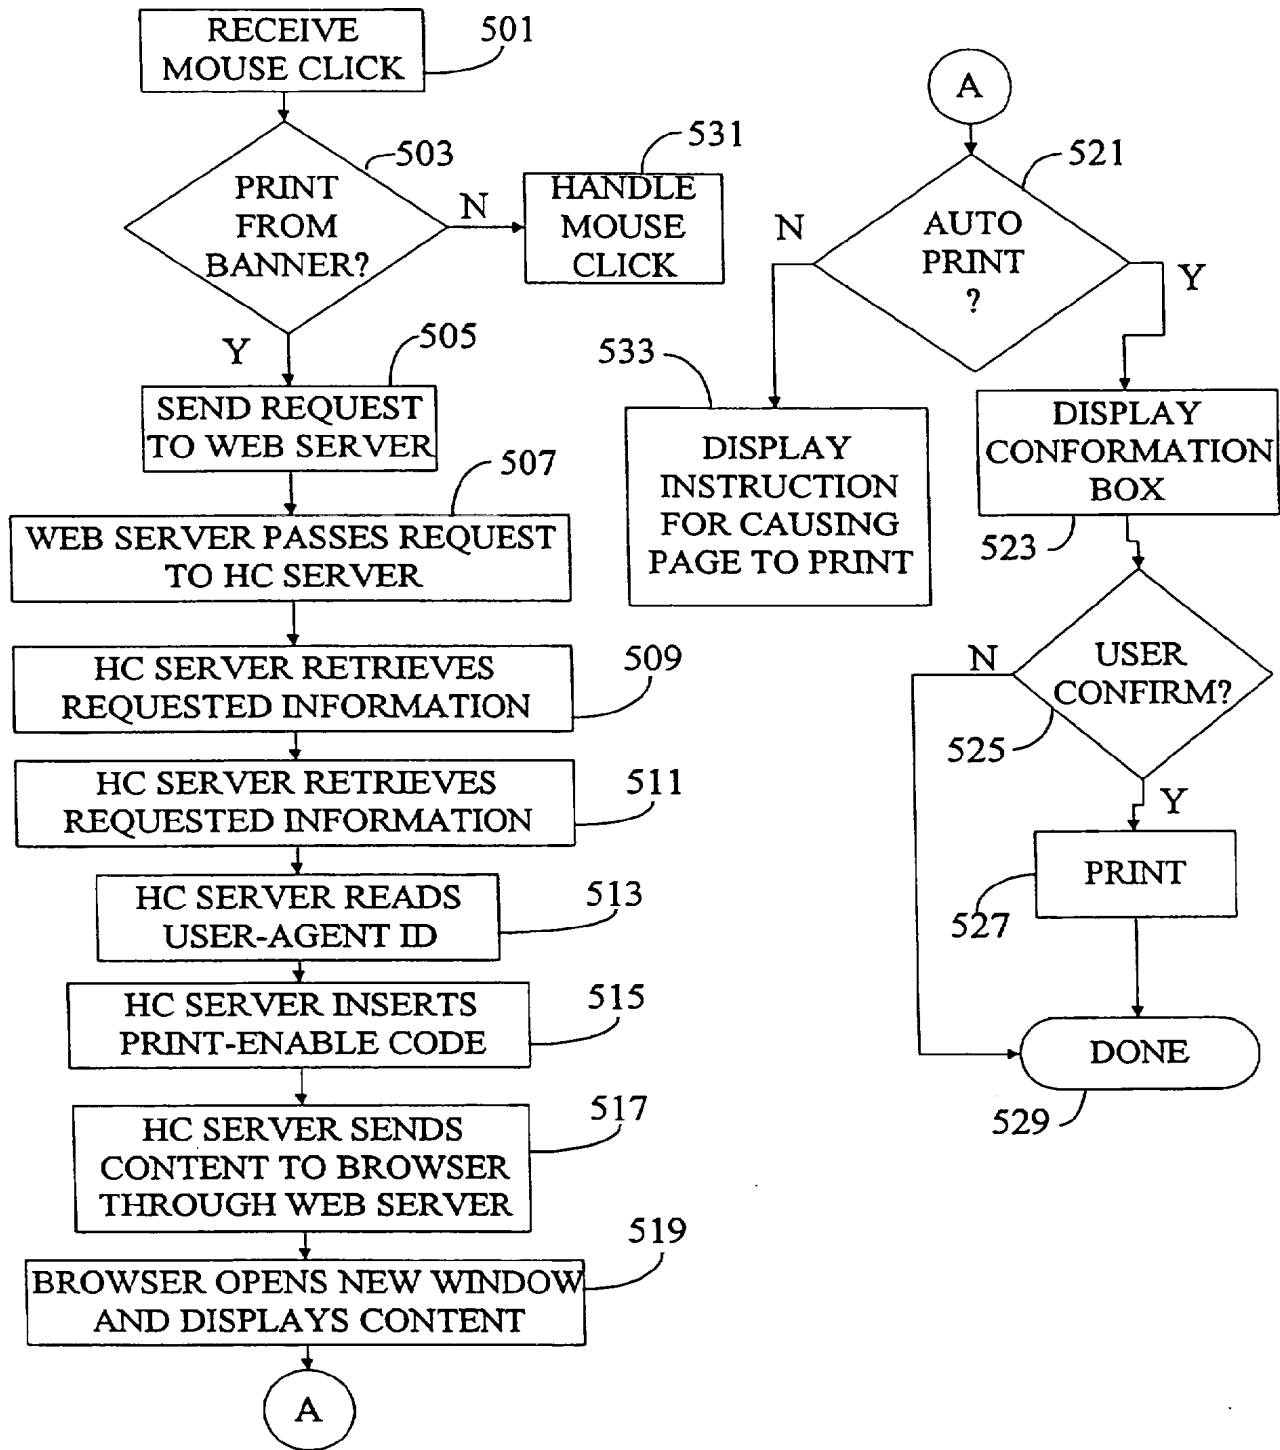 RECEIVE
MOUSE CLICK
501
PRINT
FROM
BANNER?
503
N
HANDLE
MOUSE
CLICK
531
Y
505
SEND REQUEST
TO WEB SERVER
507
WEB SERVER PASSES REQUEST
TO HC SERVER
HC SERVER RETRIEVES
REQUESTED INFORMATION
509
HC SERVER RETRIEVES
REQUESTED INFORMATION
511
HC SERVER READS
USER-AGENT ID
513
HC SERVER INSERTS
PRINT-ENABLE CODE
515
HC SERVER SENDS
CONTENT TO BROWSER
THROUGH WEB SERVER
517
BROWSER OPENS NEW WINDOW
AND DISPLAYS CONTENT
519
A
A
521
AUTO
PRINT
?
N
Y
533
DISPLAY
INSTRUCTION
FOR CAUSING
PAGE TO PRINT
DISPLAY
CONFORMATION
BOX
523
USER
CONFIRM?
N
525
Y
PRINT
527
DONE
529